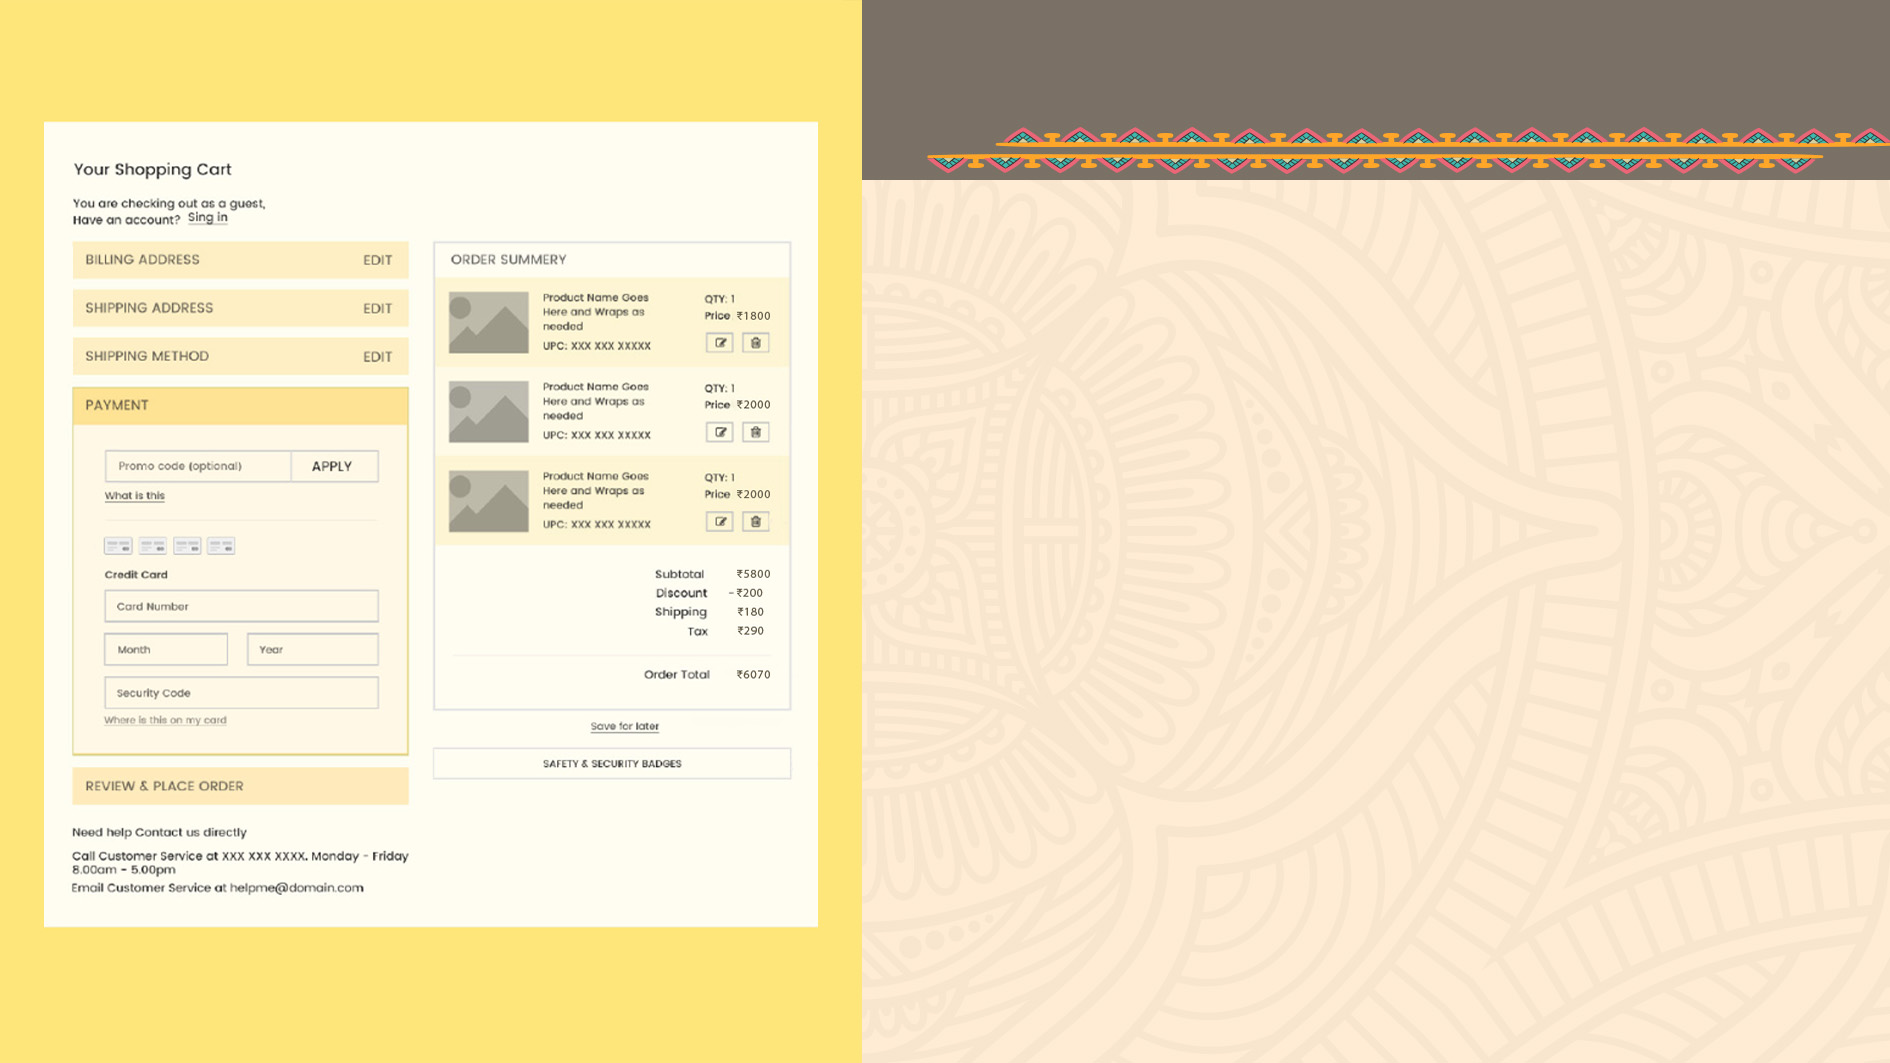 Your Shopping Cart
You are checking out as a guest,
Have an account? Sing in
BILLING ADDRESS EDIT
SHIPPING ADDRESS EDIT
SHIPPING METHOD EDIT
PAYMENT
Promo code (optional) APPLY
What is this
Credit Card
Card Number
Month Year
Security Code
Where is this on my card
REVIEW & PLACE ORDER
Need help Contact us directly
Call Customer Service at XXX XXX XXXX. Monday - Friday
8.00am - 5.00pm
Email Customer Service at helpme@domain.com
ORDER SUMMERY
Product Name Goes
Here and Wraps as
needed
UPC: XXX XXX XXXXX
QTY: 1
Price ₹1800
Product Name Goes
Here and Wraps as
needed
UPC: XXX XXX XXXXX
QTY: 1
Price ₹2000
Product Name Goes
Here and Wraps as
needed
UPC: XXX XXX XXXXX
QTY: 1
Price ₹2000
Subtotal ₹5800
Discount -₹200
Shipping ₹180
Tax ₹290
Order Total ₹6070
Save for later
SAFETY & SECURITY BADGES